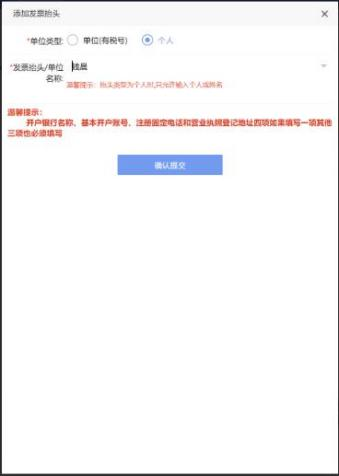 添加发票抬头
*单位类型: 单位(有税号) 个人
*发票抬头/单位
名称:
钱晨
温馨提示：抬头类型为个人时,只允许输入个人或姓名
温馨提示：
开户银行名称、基本开户账号、注册固定电话和营业执照登记地址四项如果填写一项其他
三项也必须填写
确认提交